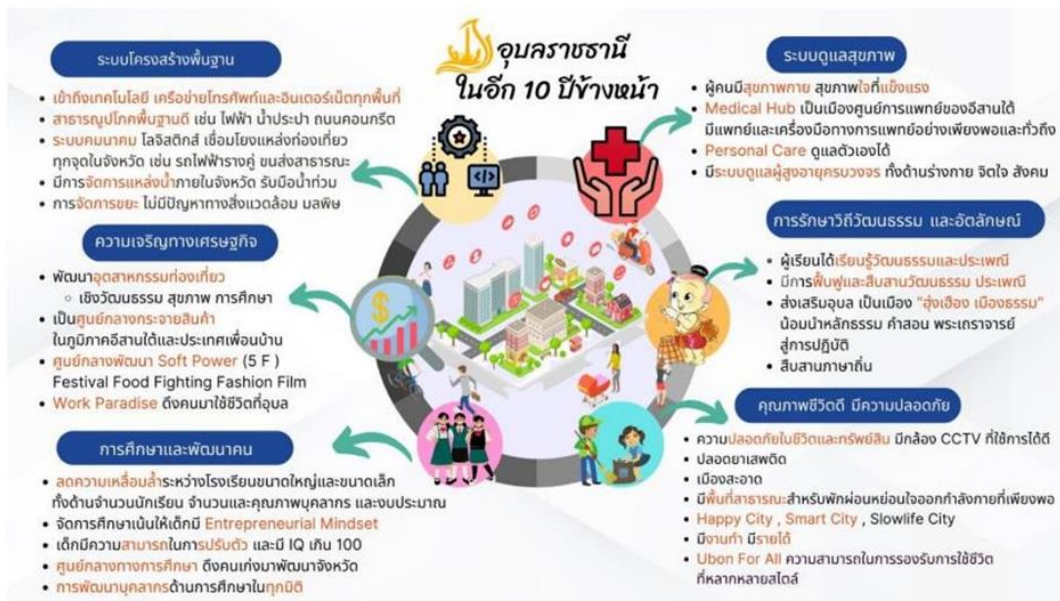 อุบลราชธานี
ในอีก 10 ปีข้างหน้า
ระบบโครงสร้างพื้นฐาน
• เข้าถึงเทคโนโลยี เครือข่ายโทรศัพท์และอินเตอร์เน็ตทุกพื้นที่
• สาธารณูปโภคพื้นฐานดี เช่น ไฟฟ้า น้ำประปา ถนนคอนกรีต
• ระบบคมนาคม โลจิสติกส์ เชื่อมโยงแหล่งท่องเที่ยว
ทุกจุดในจังหวัด เช่น รถไฟฟ้ารางคู่ ขนส่งสาธารณะ
• มีการจัดการแหล่งน้ำภายในจังหวัด รับมือน้ำท่วม
• การจัดการขยะ ไม่มีปัญหาทางสิ่งแวดล้อม มลพิษ
ความเจริญทางเศรษฐกิจ
• พัฒนาอุตสาหกรรมท่องเที่ยว
○ เชิงวัฒนธรรม สุขภาพ การศึกษา
• เป็นศูนย์กลางกระจายสินค้า
ในภูมิภาคอีสานใต้และประเทศเพื่อนบ้าน
• ศูนย์กลางพัฒนา Soft Power (5 F )
Festival Food Fighting Fashion Film
• Work Paradise ดึงคนมาใช้ชีวิตที่อุบล
การศึกษาและพัฒนาคน
• ลดความเหลื่อมล้ำระหว่างโรงเรียนขนาดใหญ่และขนาดเล็ก
ทั้งด้านจำนวนนักเรียน จำนวนและคุณภาพบุคลากร และงบประมาณ
• จัดการศึกษาเน้นให้เด็กมี Entrepreneurial Mindset
• เด็กมีความสามารถในการปรับตัว และมี IQ เกิน 100
• ศูนย์กลางทางการศึกษา ดึงคนเก่งมาพัฒนาจังหวัด
• การพัฒนาบุคลากรด้านการศึกษาในทุกมิติ
ระบบดูแลสุขภาพ
• ผู้คนมีสุขภาพกาย สุขภาพใจที่แข็งแรง
• Medical Hub เป็นเมืองศูนย์การแพทย์ของอีสานใต้
มีแพทย์และเครื่องมือทางการแพทย์อย่างเพียงพอและทั่วถึง
• Personal Care ดูแลตัวเองได้
• มีระบบดูแลผู้สูงอายุครบวงจร ทั้งด้านร่างกาย จิตใจ สังคม
การรักษาวิถีวัฒนธรรม และอัตลักษณ์
• ผู้เรียนได้เรียนรู้วัฒนธรรมและประเพณี
• มีการฟื้นฟูและสืบสานวัฒนธรรม ประเพณี
• ส่งเสริมอุบล เป็นเมือง "ฮุ่งเฮือง เมืองธรรม"
น้อมนำหลักธรรม คำสอน พระเถราจารย์
สู่การปฏิบัติ
• สืบสานภาษาถิ่น
คุณภาพชีวิตดี มีความปลอดภัย
• ความปลอดภัยในชีวิตและทรัพย์สิน มีกล้อง CCTV ที่ใช้การได้ดี
• ปลอดยาเสพติด
• เมืองสะอาด
• มีพื้นที่สาธารณะสำหรับพักผ่อนหย่อนใจออกกำลังกายที่เพียงพอ
• Happy City , Smart City , Slowlife City
• มีงานทำ มีรายได้
• Ubon For All ความสามารถในการรองรับการใช้ชีวิต
ที่หลากหลายสไตล์